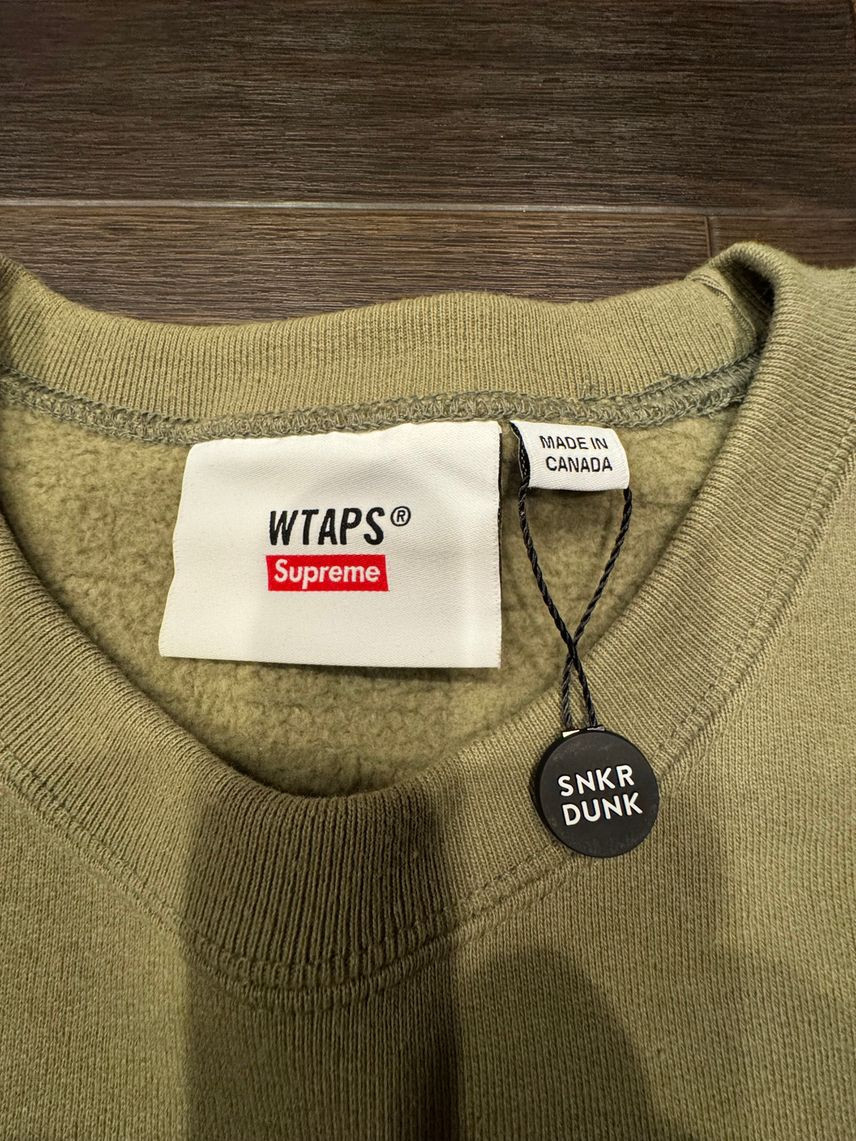 WTAPS®
Supreme
MADE IN
CANADA
SNKR
DUNK